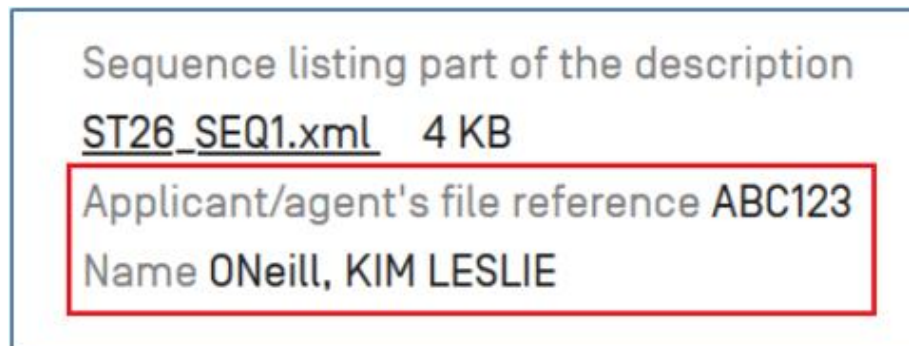 Sequence listing part of the description
ST26_SEQ1.xml 4 KB
Applicant/agent's file reference ABC123
Name ONeill, KIM LESLIE